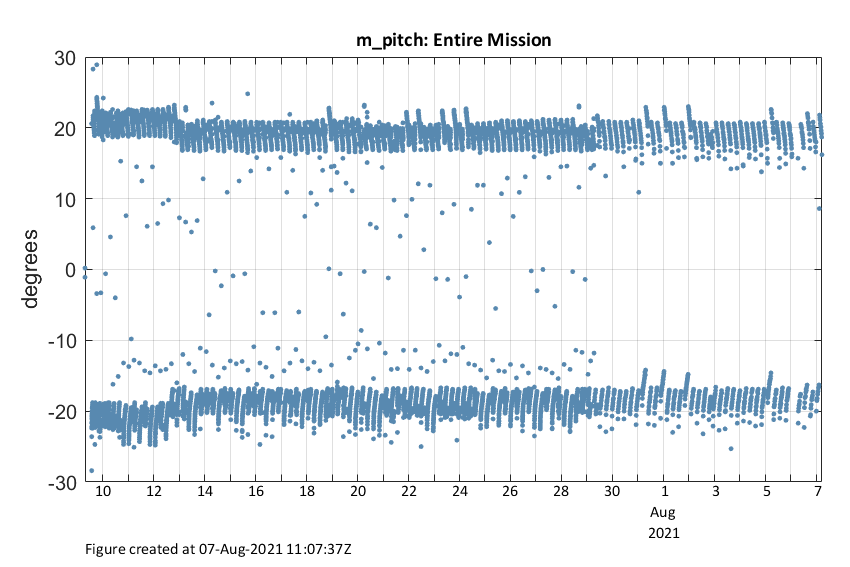 m_pitch: Entire Mission
30
20
10
0
-10
-20
-30
degrees
10 12 14 16 18 20 22 24 26 28 30 1 3 5 7
Aug
2021
Figure created at 07-Aug-2021 11:07:37Z